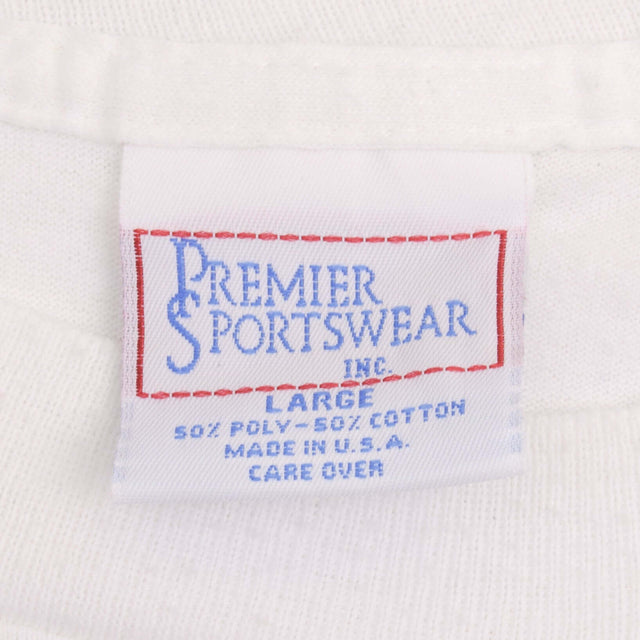 PREMIER
SPORTSWEAR
INC.
LARGE
50% POLY-50% COTTON
MADE IN U.S.A.
CARE OVER